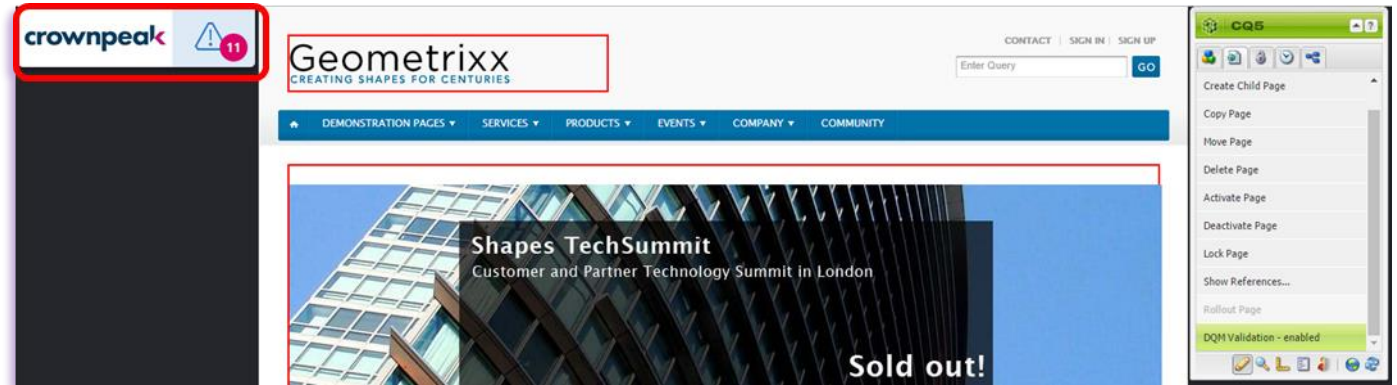 crownpeak
11
Geometrixx
CREATING SHAPES FOR CENTURIES
CONTACT | SIGN IN | SIGN UP
Enter Query
GO
DEMONSTRATION PAGES ▾ SERVICES ▾ PRODUCTS ▾ EVENTS ▾ COMPANY ▾ COMMUNITY
Shapes TechSummit
Customer and Partner Technology Summit in London
Sold out!
CQ5
?
Create Child Page
Copy Page
Move Page
Delete Page
Activate Page
Deactivate Page
Lock Page
Show References...
Rollout Page
DQM Validation - enabled